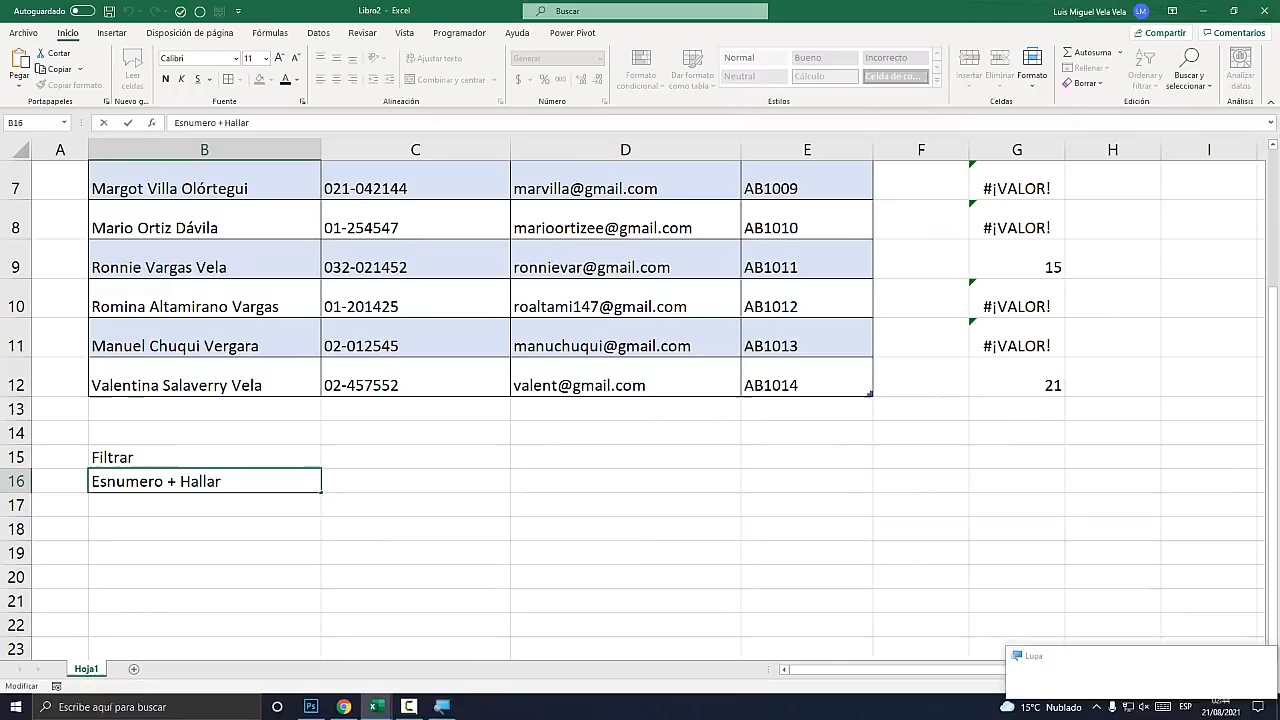 Autoguardado
Libro2 - Excel
Buscar
Luis Miguel Vela Vela
LM
Archivo Inicio Insertar Disposición de página Fórmulas Datos Revisar Vista Programador Ayuda Power Pivot
Compartir Comentarios
Pegar
Cortar
Copiar
Copiar formato
Portapapeles
Leer celdas
Nuevo g...
Calibri 11
N K S
Fuente
Ajustar texto
Combinar y centrar
Alineación
General
$ % 000
Número
Formato condicional
Dar formato como tabla
Normal Bueno Incorrecto
Neutral Cálculo Celda de co...
Estilos
Insertar Eliminar Formato
Celdas
Autosuma
Rellenar
Borrar
Ordenar y filtrar
Buscar y seleccionar
Edición
Analizar datos
Análisis
B16 fx Esnumero + Hallar
A B C D E F G H I
7 Margot Villa Olórtegui 021-042144 marvilla@gmail.com AB1009 #¡VALOR!
8 Mario Ortiz Dávila 01-254547 marioortizee@gmail.com AB1010 #¡VALOR!
9 Ronnie Vargas Vela 032-021452 ronnievar@gmail.com AB1011 15
10 Romina Altamirano Vargas 01-201425 roaltami147@gmail.com AB1012 #¡VALOR!
11 Manuel Chuqui Vergara 02-012545 manuchuqui@gmail.com AB1013 #¡VALOR!
12 Valentina Salaverry Vela 02-457552 valent@gmail.com AB1014 21
13
14
15 Filtrar
16 Esnumero + Hallar
17
18
19
20
21
22
23
Hoja1
Lupa
Modificar
Escribe aquí para buscar
Ps
15°C Nublado
ESP
21/08/2021